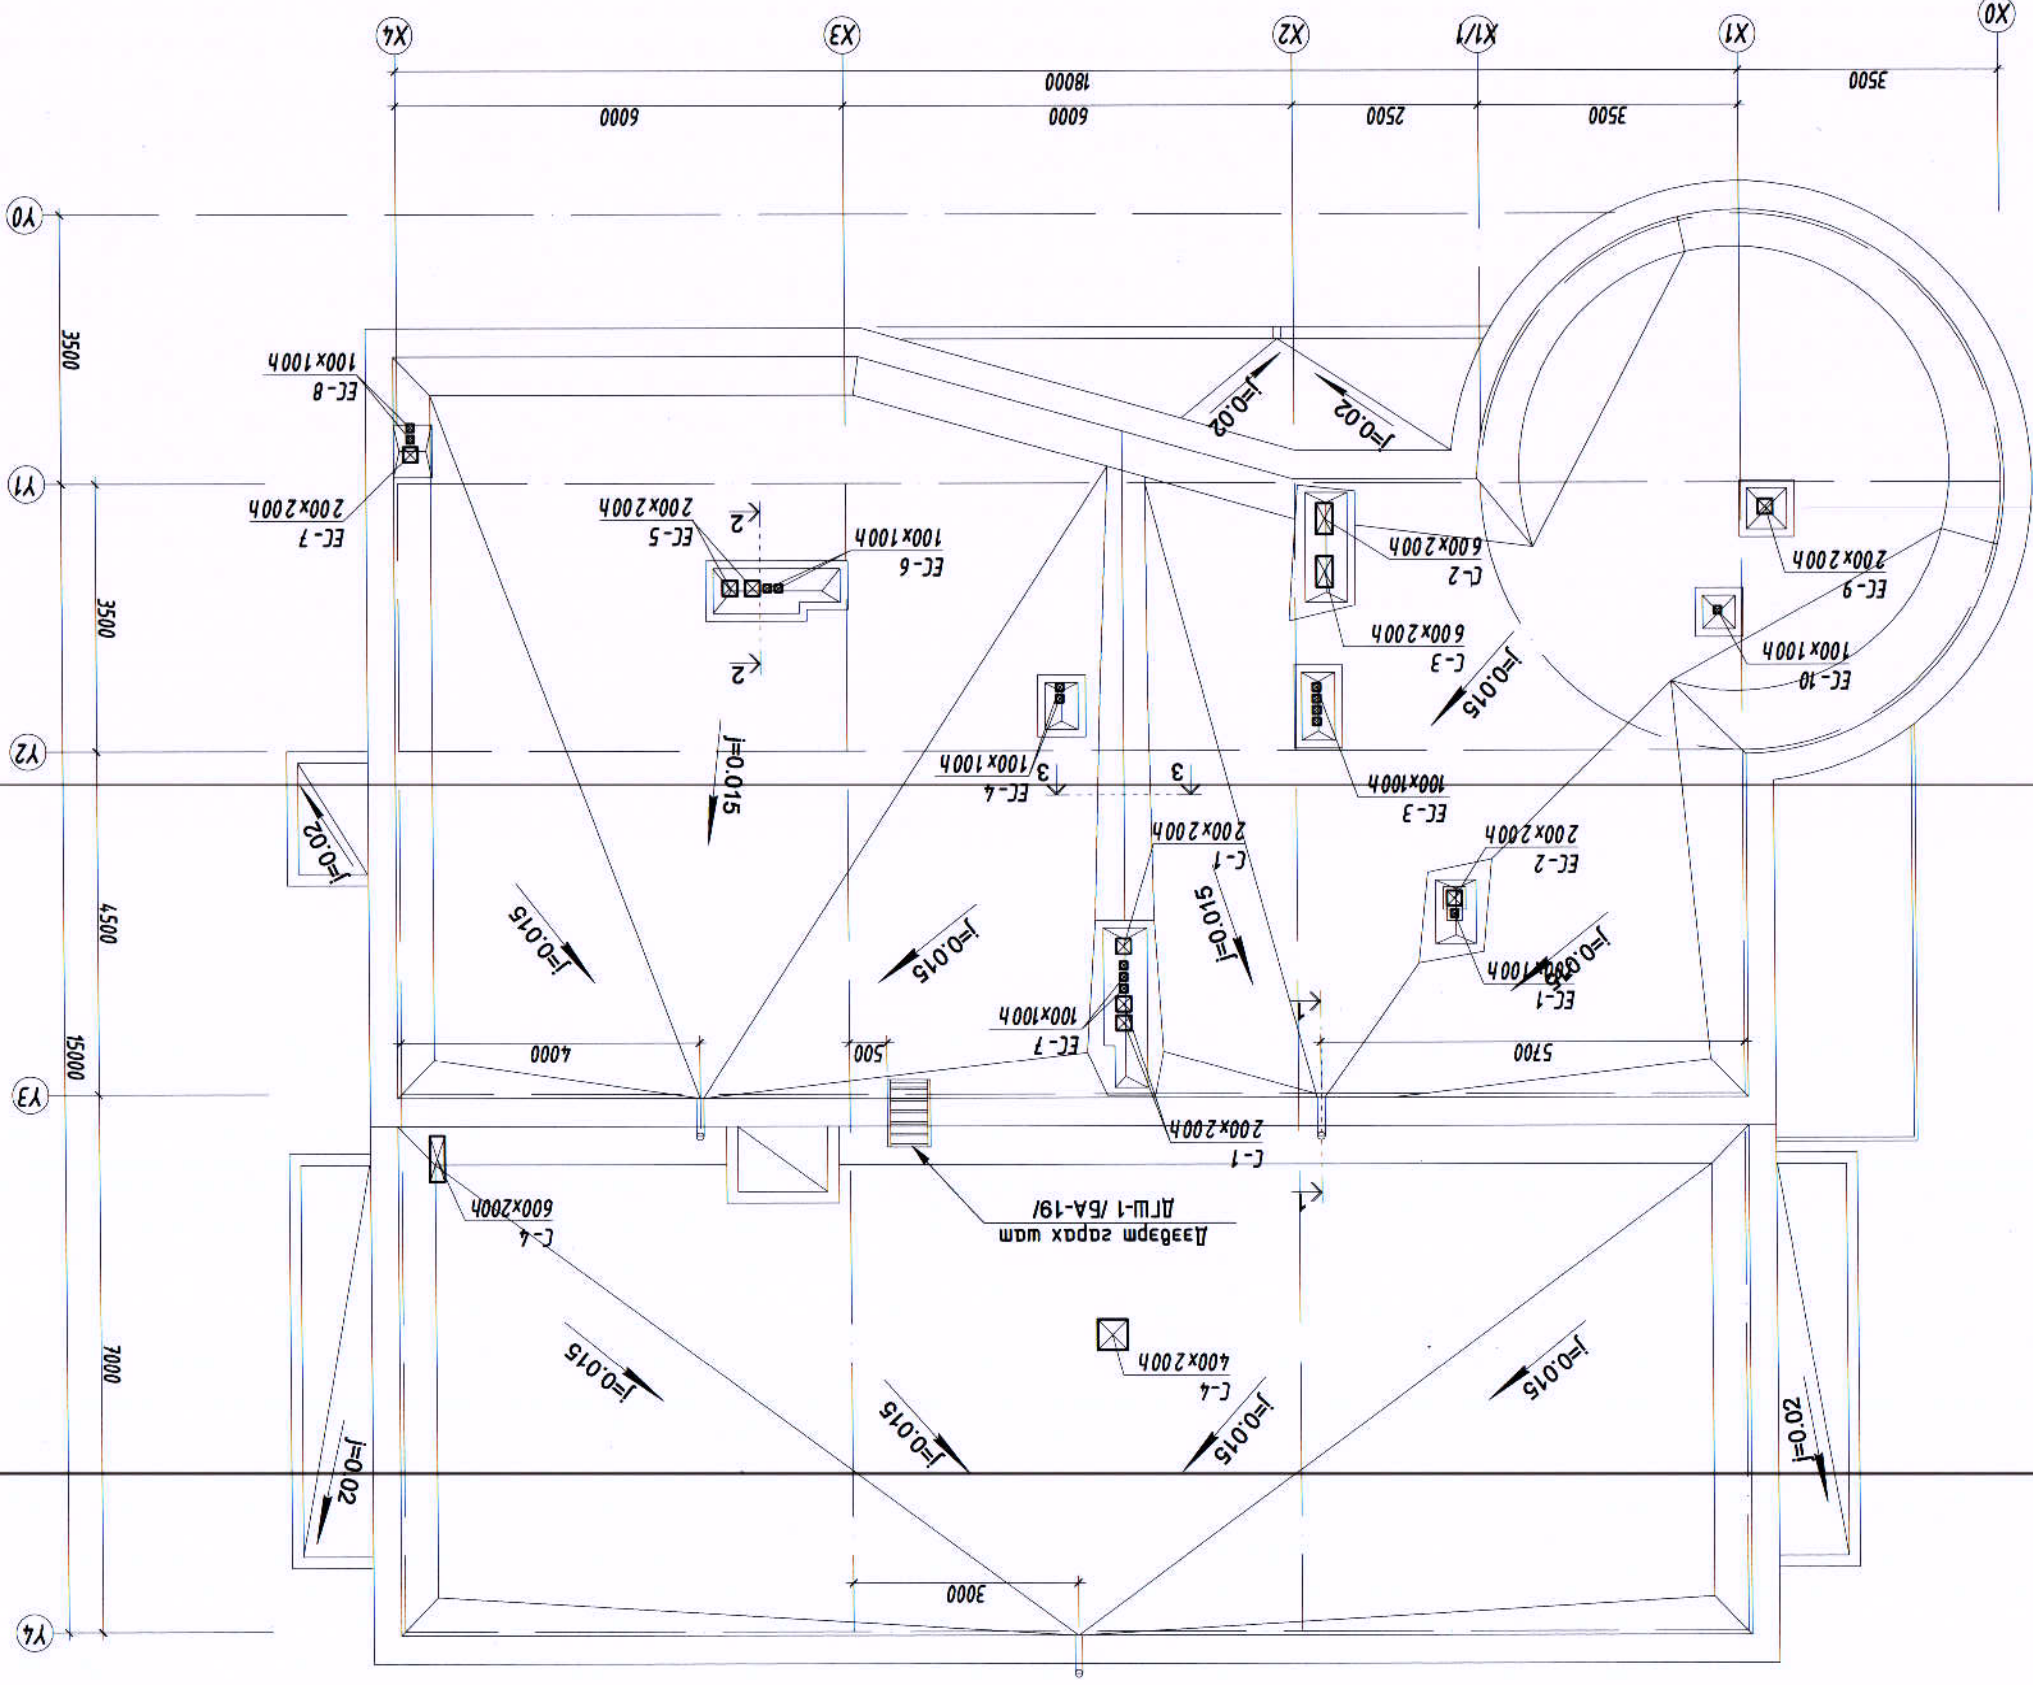 Y4
3000
7000
j=0.02
j=0.015
j=0.015
j=0.015
j=0.015
j=0.02
C-4
400x200h
C-4
600x200h
Дээвэрт гарах шат
ДГШ-1 /БА-19/
1
C-1
200x200h
Y3
15000
5700
500
4000
1
EC-1
100x100h
j=0.015
EC-7
100x100h
j=0.015
j=0.015
j=0.015
4500
EC-2
200x200h
C-1
200x200h
j=0.02
EC-3
100x100h
3
3
EC-4
100x100h
j=0.015
Y2
EC-10
100x100h
j=0.015
C-3
600x200h
2
3500
EC-9
200x200h
C-2
600x200h
EC-6
100x100h
EC-5
200x200h
2
EC-7
200x200h
Y1
j=0.02
j=0.02
EC-8
100x100h
3500
Y0
3500
2500
6000
6000
3500
18000
X0
X1
X1/1
X2
X3
X4